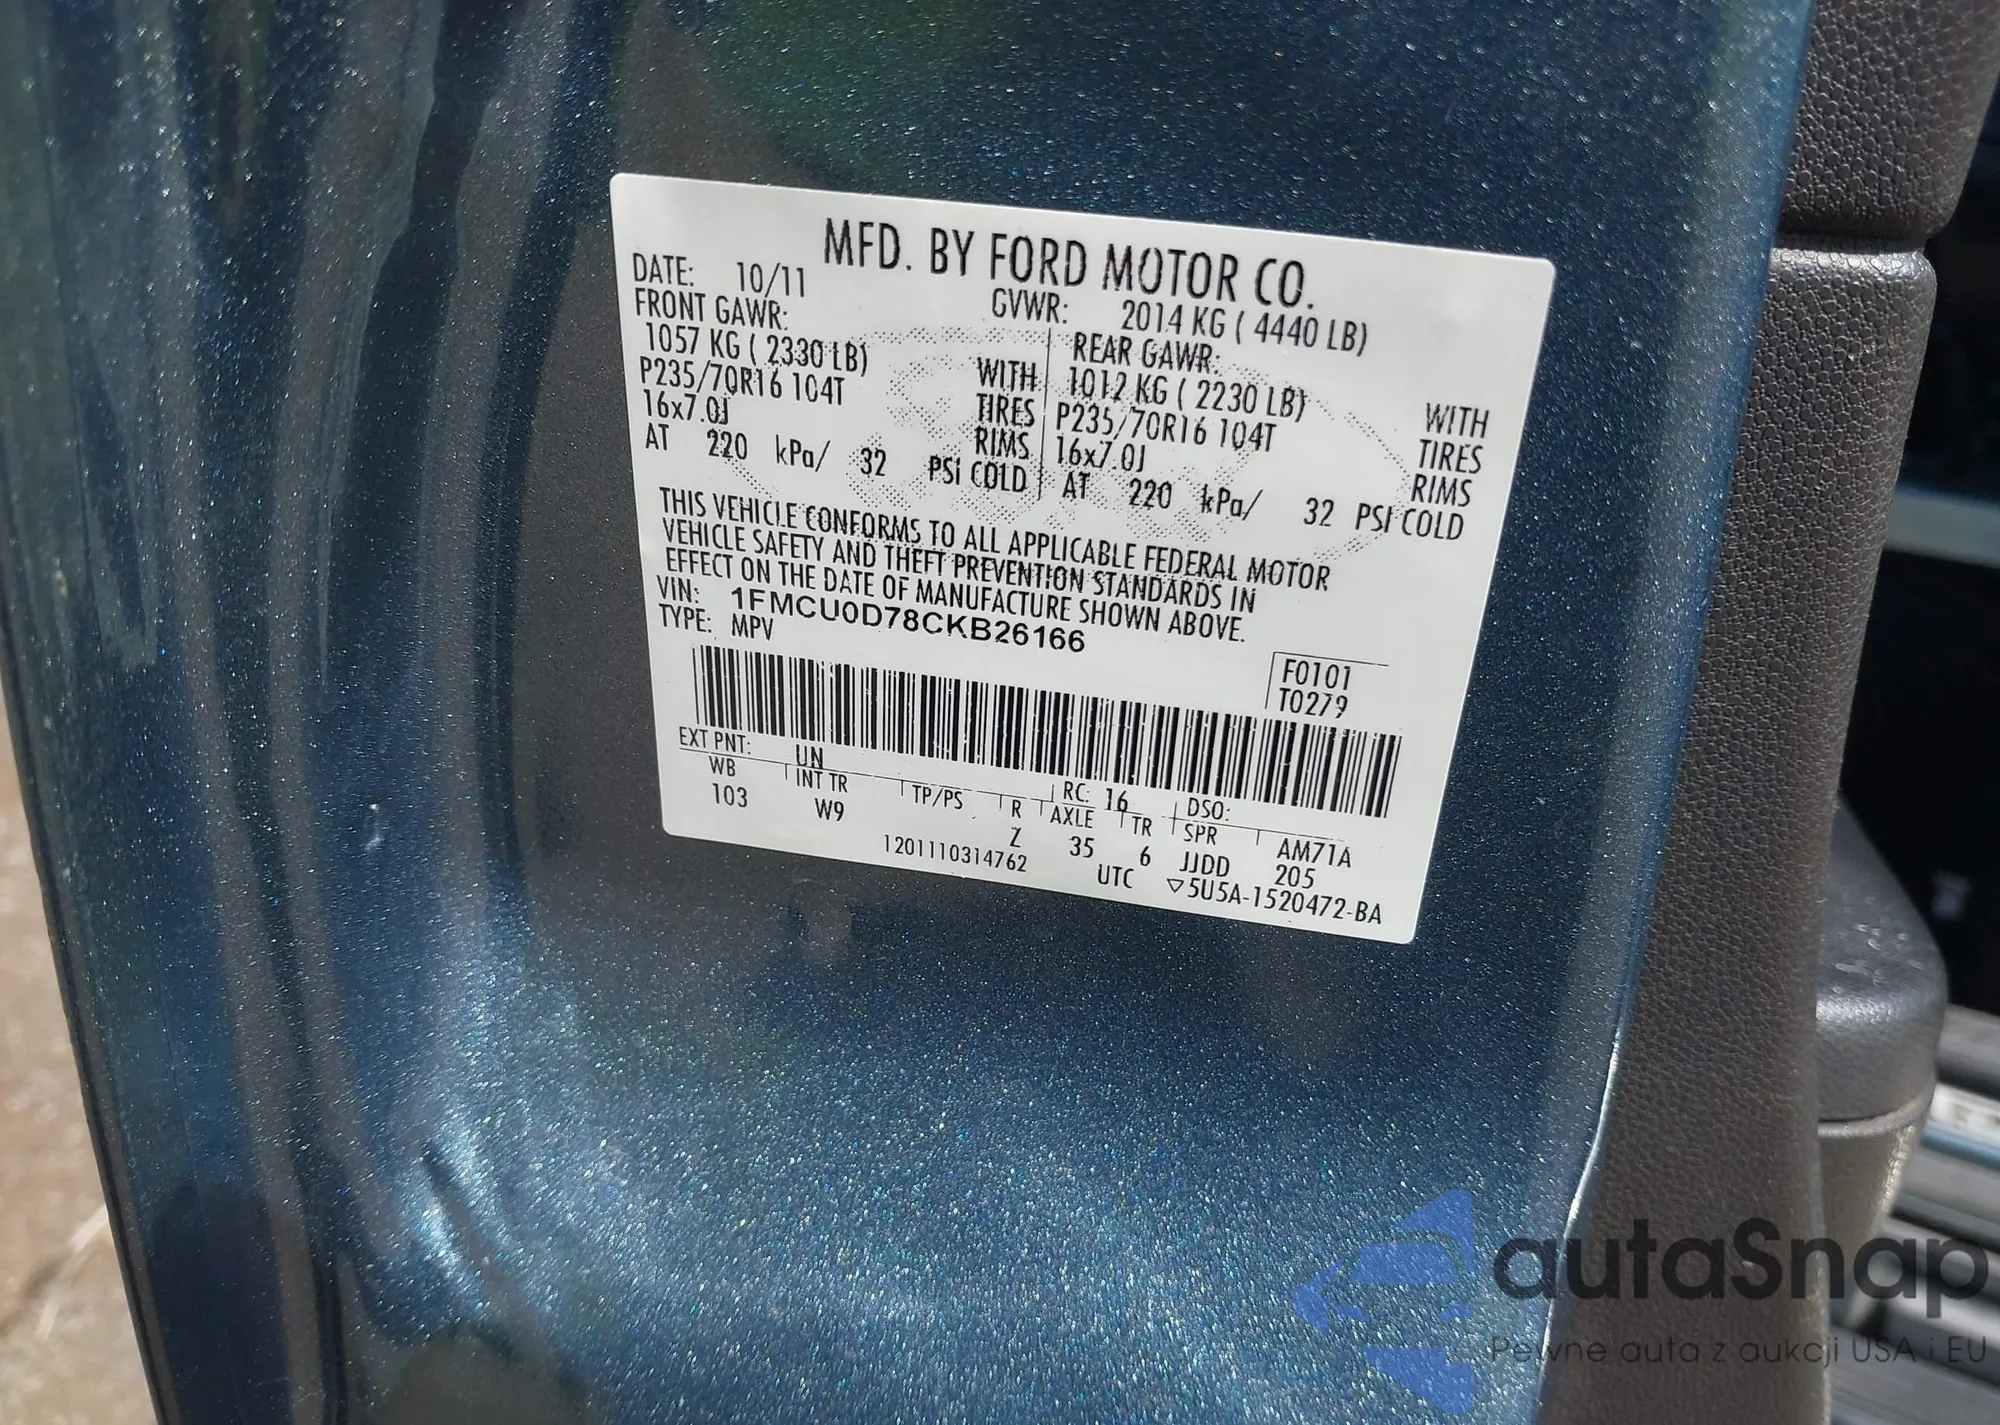 MFD. BY FORD MOTOR CO.
DATE: 10/11 GVWR: 2014 KG ( 4440 LB)
FRONT GAWR: REAR GAWR:
1057 KG ( 2330 LB) WITH 1012 KG ( 2230 LB) WITH
P235/70R16 104T TIRES P235/70R16 104T TIRES
16x7.0J RIMS 16x7.0J RIMS
AT 220 kPa/ 32 PSI COLD AT 220 kPa/ 32 PSI COLD
THIS VEHICLE CONFORMS TO ALL APPLICABLE FEDERAL MOTOR
VEHICLE SAFETY AND THEFT PREVENTION STANDARDS IN
EFFECT ON THE DATE OF MANUFACTURE SHOWN ABOVE.
VIN: 1FMCU0D78CKB26166
TYPE: MPV
F0101
T0279
EXT PNT: UN RC: 16 DSO:
WB INT TR TP/PS R AXLE TR SPR AM71A
103 W9 Z 35 6 JJDD 205
1201110314762 UTC ▽5U5A-1520472-BA
autaSnap
Pewne auta z aukcji USA i EU